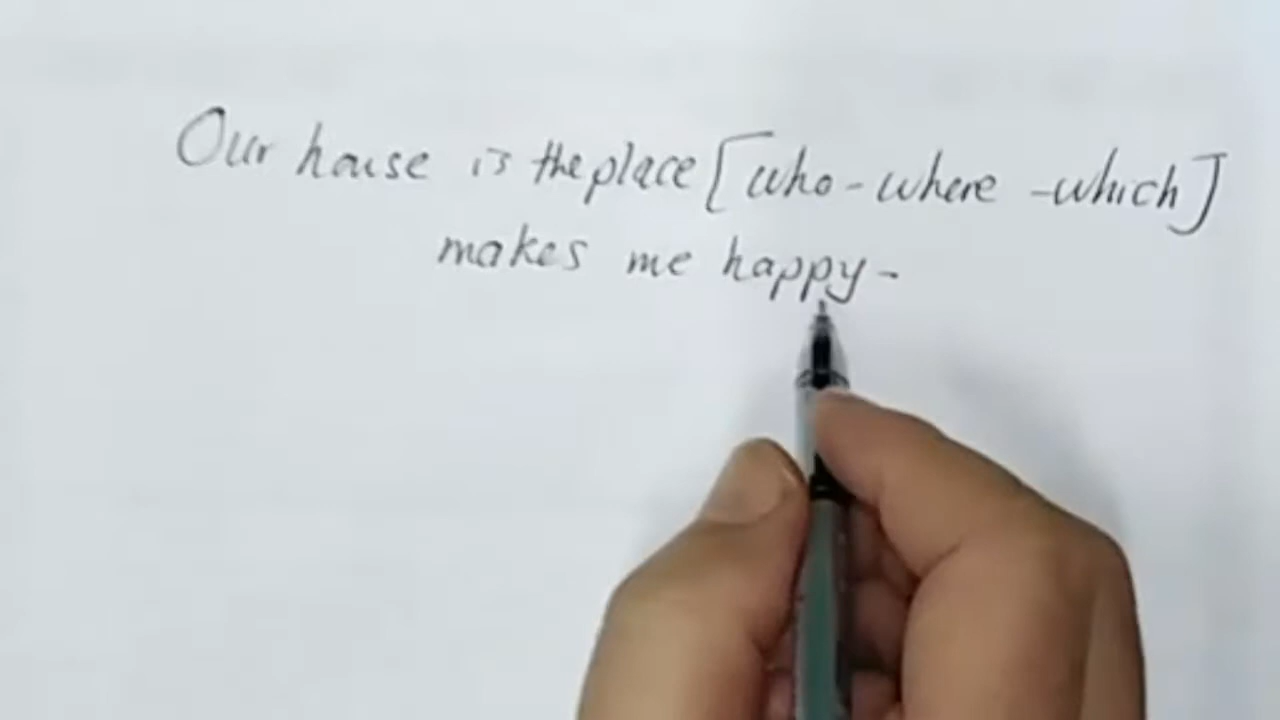 Our house is the place [who - where - which]
makes me happy -